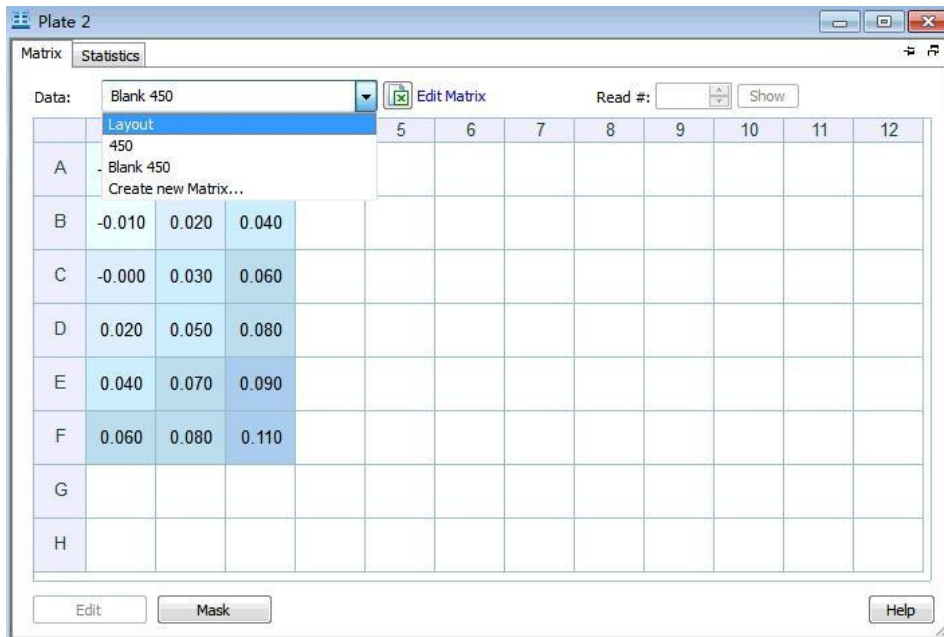 Plate 2
Matrix Statistics
Data: Blank 450 Edit Matrix Read #: Show
Layout
450
Blank 450
Create new Matrix...
5 6 7 8 9 10 11 12
A -
B -0.010 0.020 0.040
C -0.000 0.030 0.060
D 0.020 0.050 0.080
E 0.040 0.070 0.090
F 0.060 0.080 0.110
G
H
Edit Mask Help